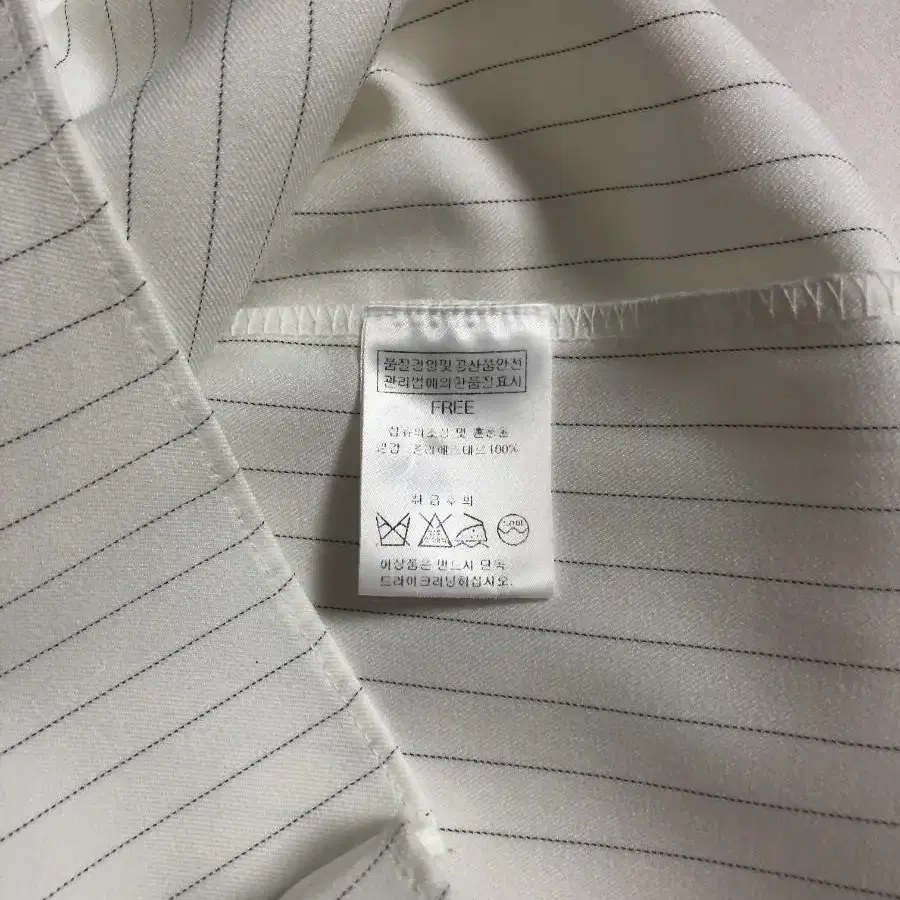 품질경영및공산품안전
관리법에의한품질표시
FREE
섬유의조성 및 혼용율
겉감 폴리에스테르100%
취 급 주 의
이상품은 반드시 단독
드라이크리닝하십시오.